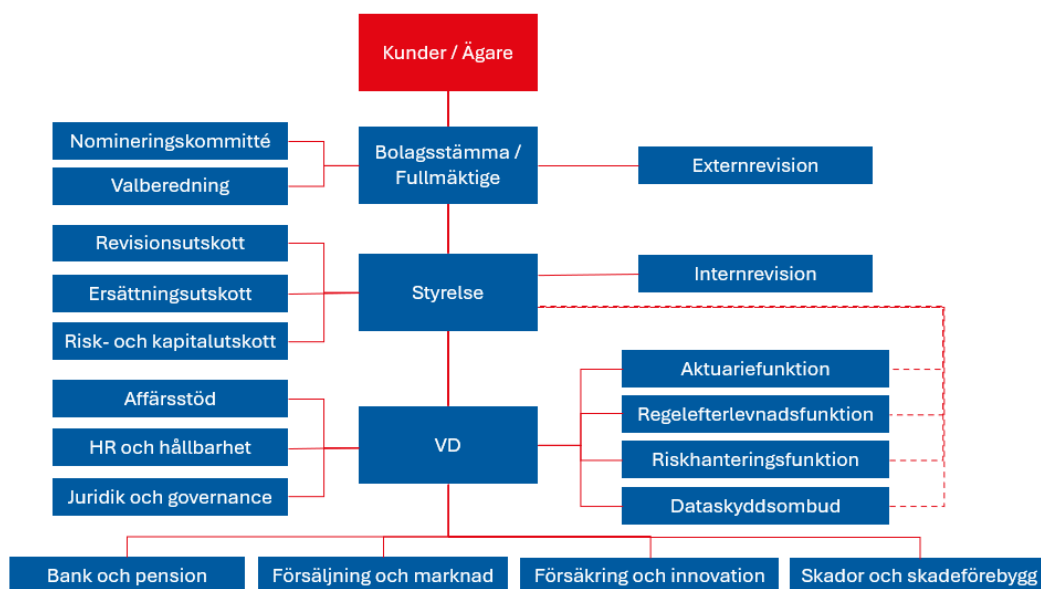 Kunder / Ägare
Nomineringskommitté
Valberedning
Bolagsstämma /
Fullmäktige
Externrevision
Revisionsutskott
Ersättningsutskott
Risk- och kapitalutskott
Styrelse
Internrevision
Affärsstöd
HR och hållbarhet
Juridik och governance
VD
Aktuariefunktion
Regelefterlevnadsfunktion
Riskhanteringsfunktion
Dataskyddsombud
Bank och pension
Försäljning och marknad
Försäkring och innovation
Skador och skadeförebygg